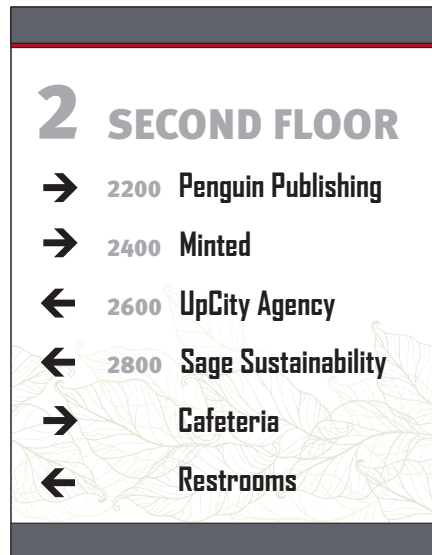 2 SECOND FLOOR
→ 2200 Penguin Publishing
→ 2400 Minted
← 2600 UpCity Agency
← 2800 Sage Sustainability
→ Cafeteria
← Restrooms